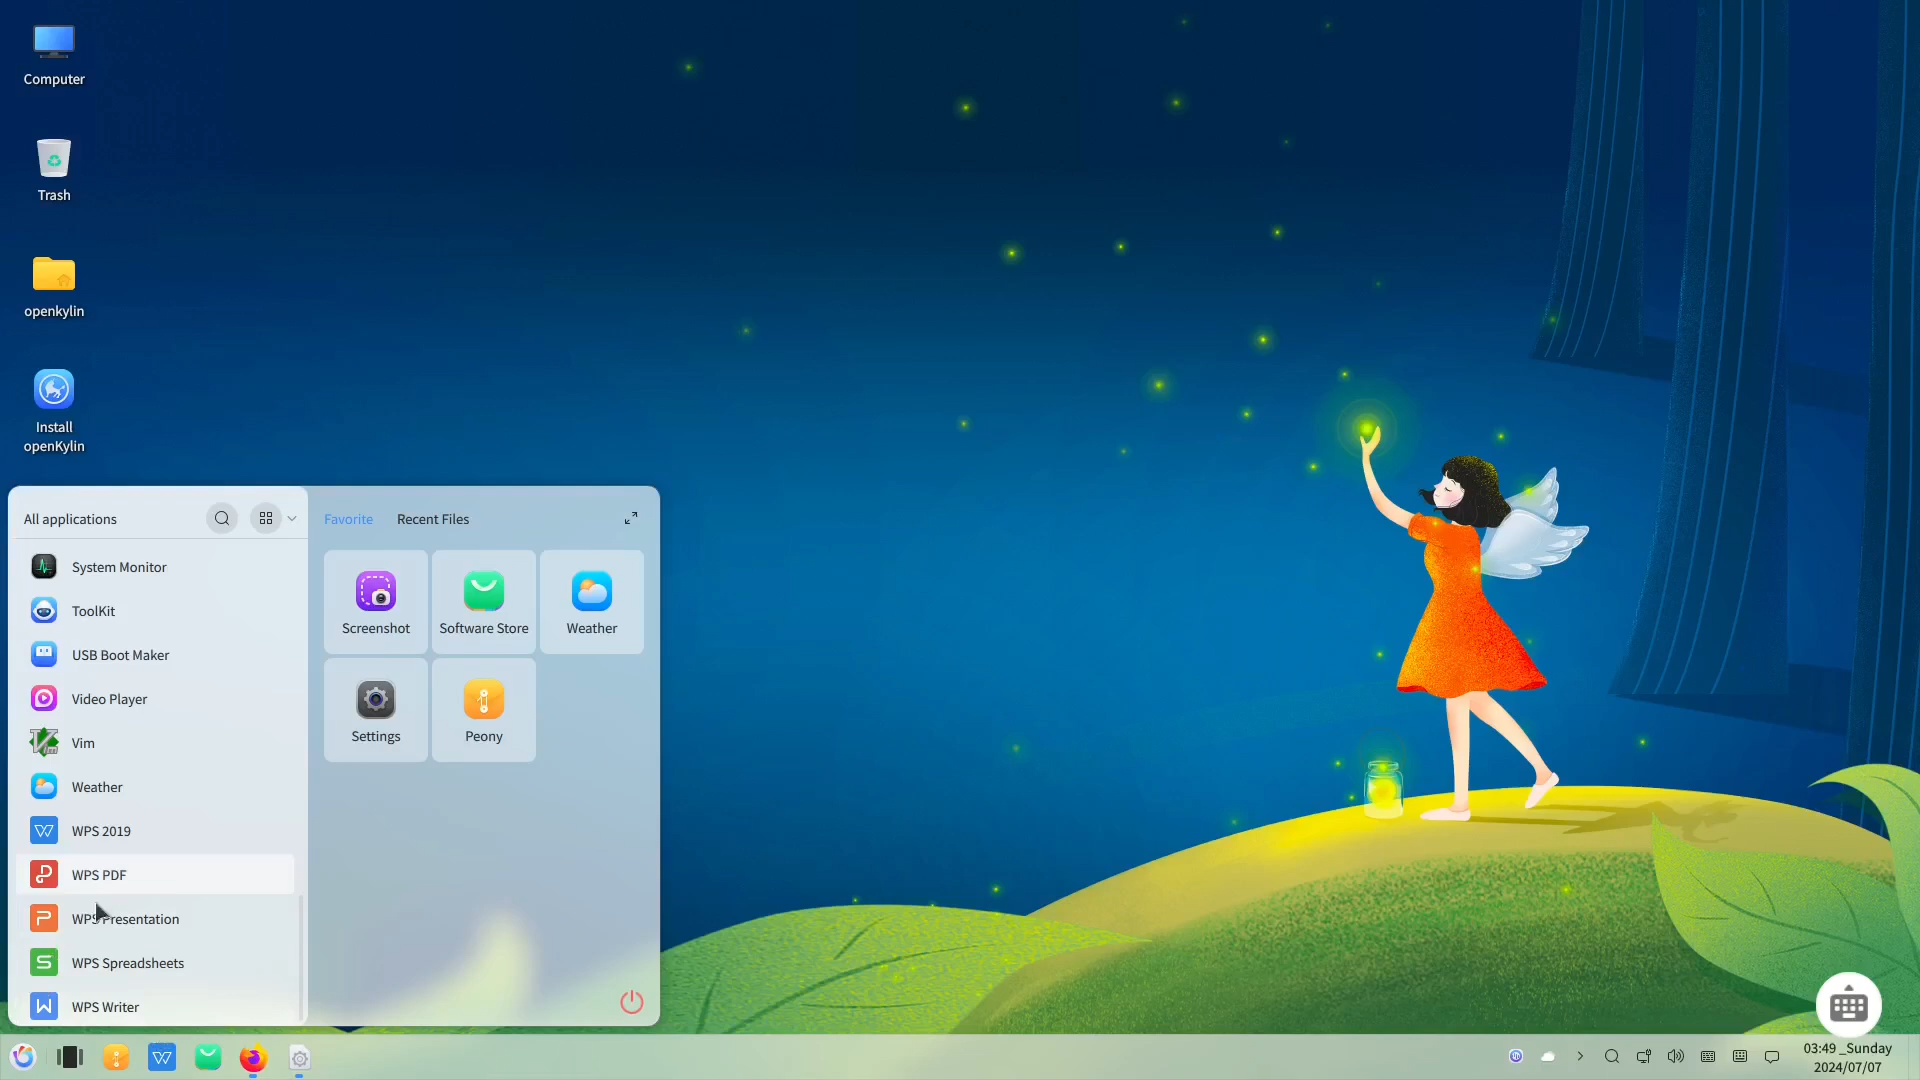 Computer
Trash
openkylin
Install
openKylin
All applications
Favorite
Recent Files
System Monitor
ToolKit
USB Boot Maker
Video Player
Vim
Weather
WPS 2019
WPS PDF
WPS Presentation
WPS Spreadsheets
WPS Writer
Screenshot
Software Store
Weather
Settings
Peony
03:49 _Sunday
2024/07/07